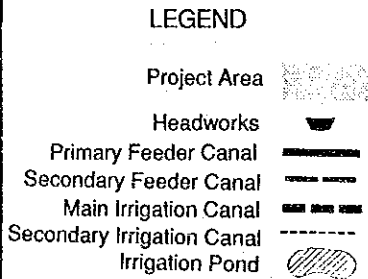 LEGEND
Project Area
Headworks
Primary Feeder Canal
Secondary Feeder Canal
Main Irrigation Canal
Secondary Irrigation Canal
Irrigation Pond